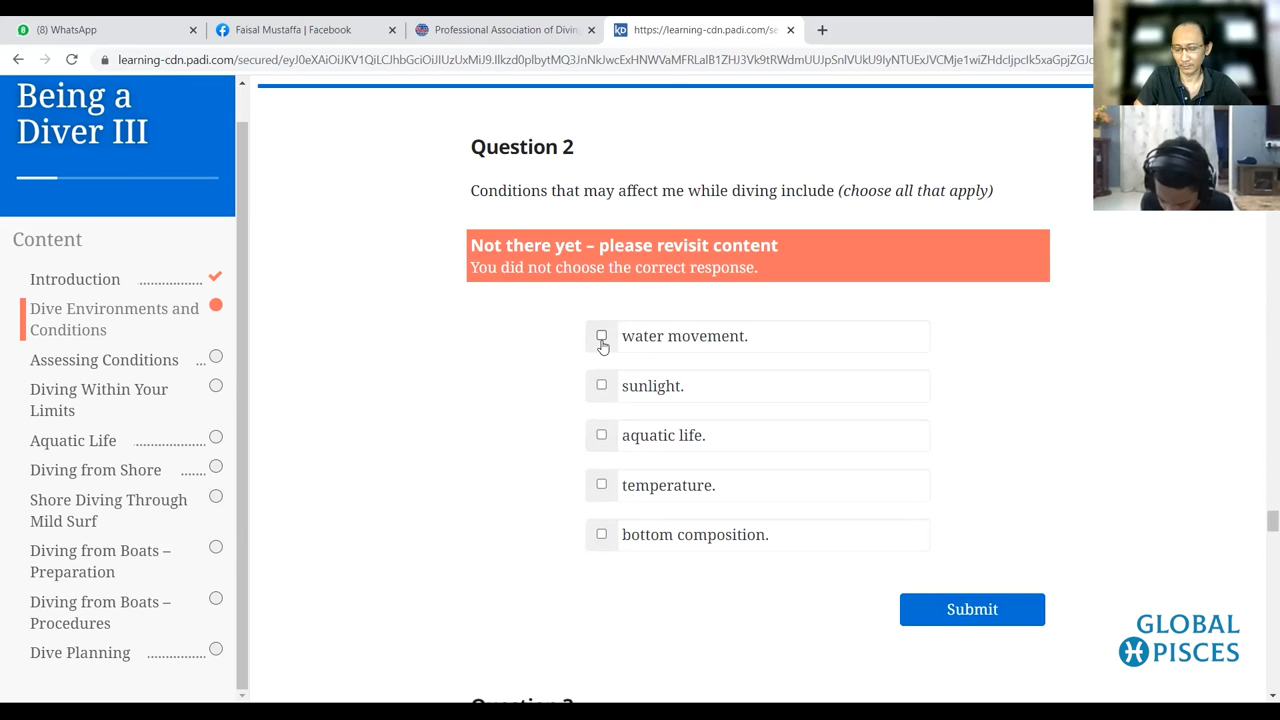 (8) WhatsApp
Faisal Mustaffa | Facebook
Professional Association of Diving
https://learning-cdn.padi.com/se
Being a
Diver III
Content
Introduction
Dive Environments and
Conditions
Assessing Conditions
Diving Within Your
Limits
Aquatic Life
Diving from Shore
Shore Diving Through
Mild Surf
Diving from Boats –
Preparation
Diving from Boats –
Procedures
Dive Planning
Question 2
Conditions that may affect me while diving include (choose all that apply)
Not there yet – please revisit content
You did not choose the correct response.
water movement.
sunlight.
aquatic life.
temperature.
bottom composition.
Submit
GLOBAL
PISCES